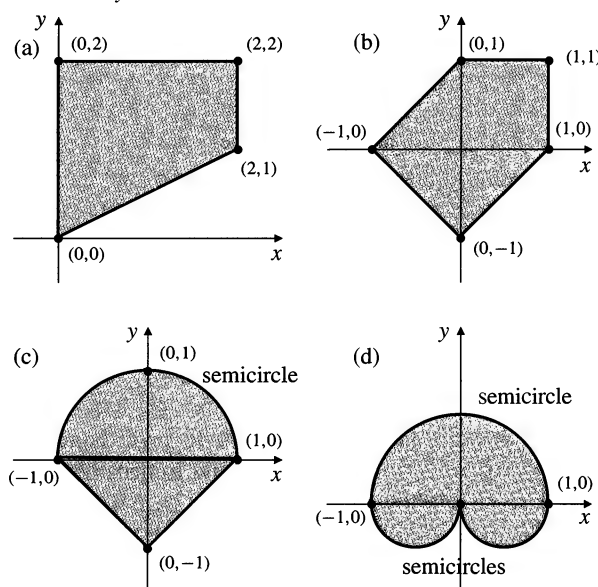 (a)
y
(0,2)
(2,2)
(2,1)
(0,0)
x
(b)
y
(0,1)
(1,1)
(−1,0)
(1,0)
x
(0,−1)
(c)
y
(0,1)
semicircle
(−1,0)
(1,0)
x
(0,−1)
(d)
y
semicircle
(−1,0)
(1,0)
x
semicircles